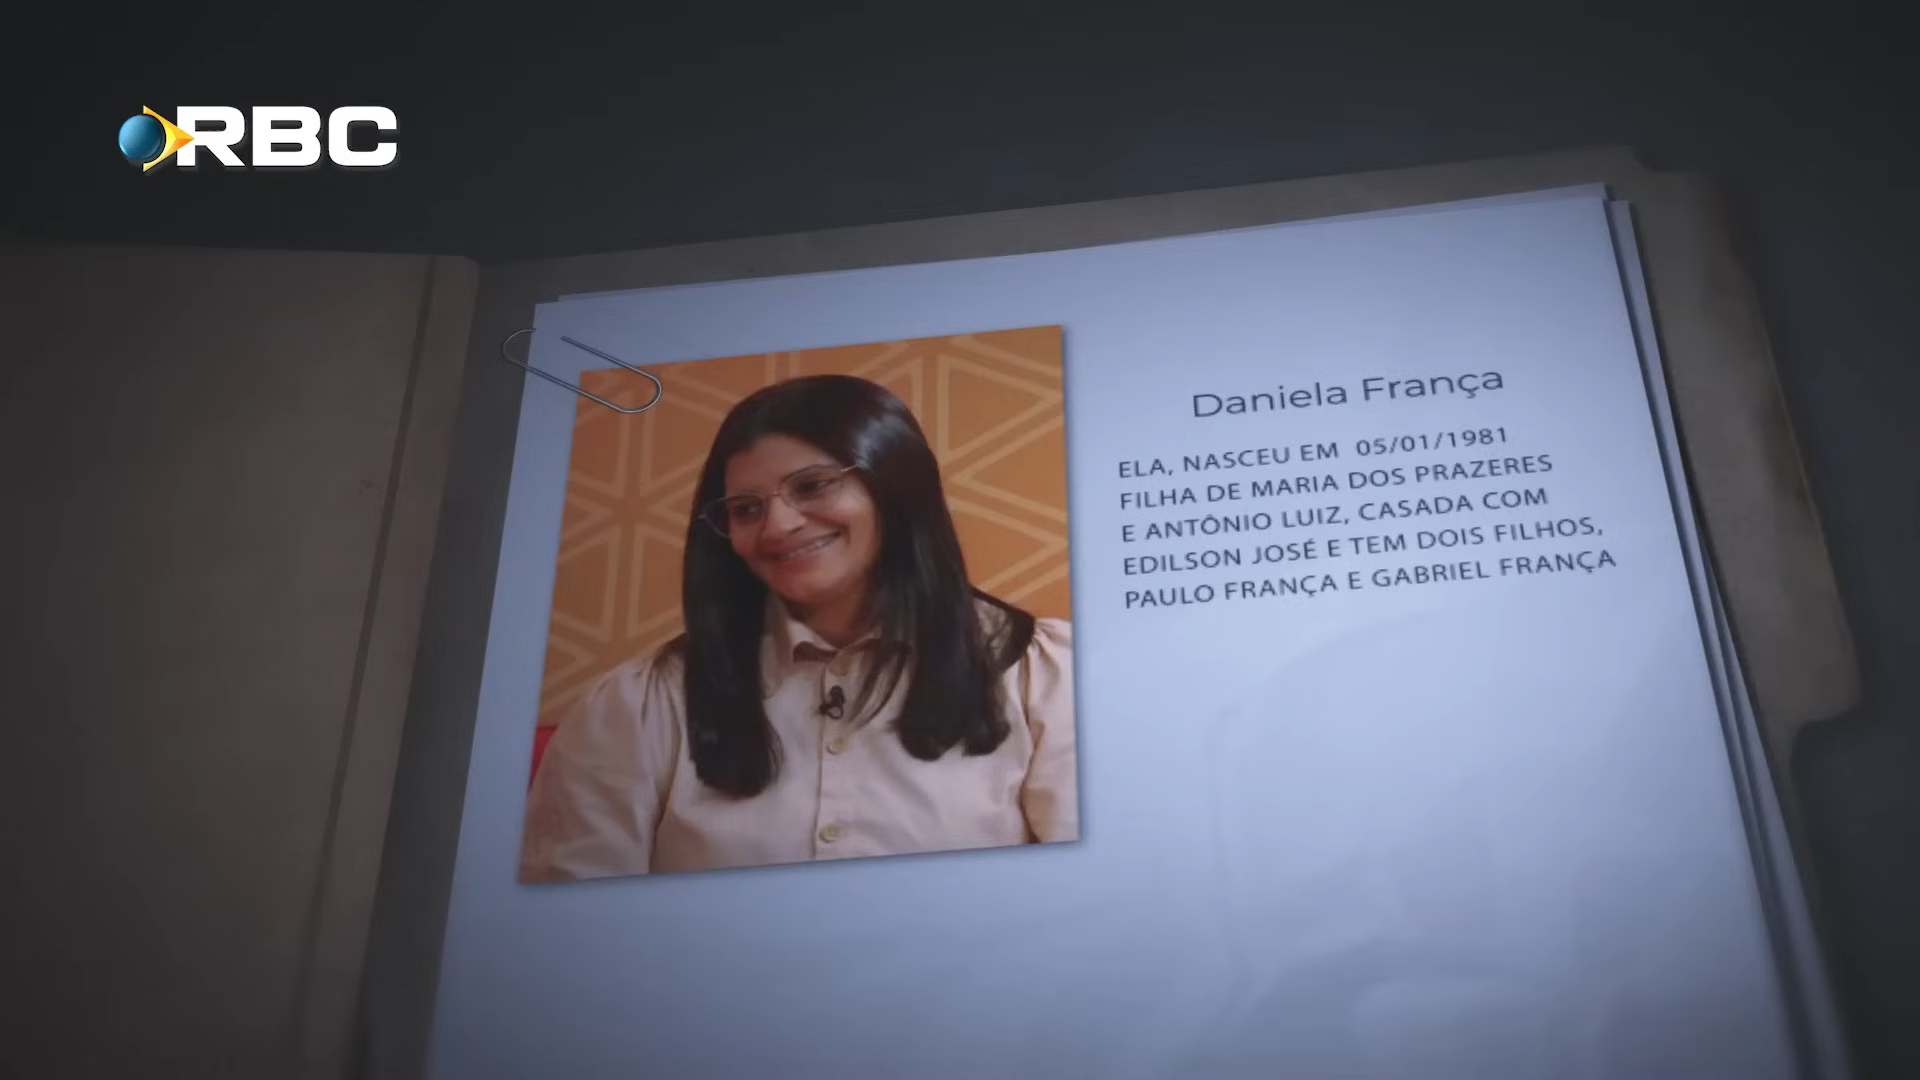 RBC
Daniela França
ELA, NASCEU EM 05/01/1981
FILHA DE MARIA DOS PRAZERES
E ANTÔNIO LUIZ, CASADA COM
EDILSON JOSÉ E TEM DOIS FILHOS,
PAULO FRANÇA E GABRIEL FRANÇA